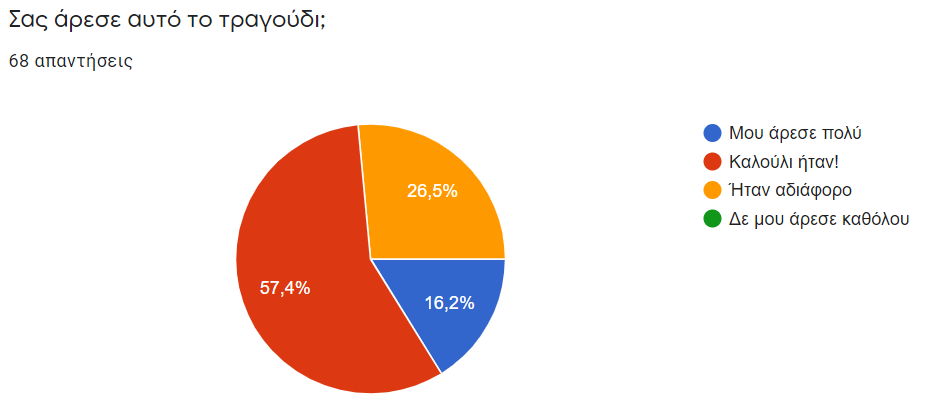 Σας άρεσε αυτό το τραγούδι;
68 απαντήσεις
26,5%
57,4%
16,2%
Μου άρεσε πολύ
Καλούλι ήταν!
Ήταν αδιάφορο
Δε μου άρεσε καθόλου